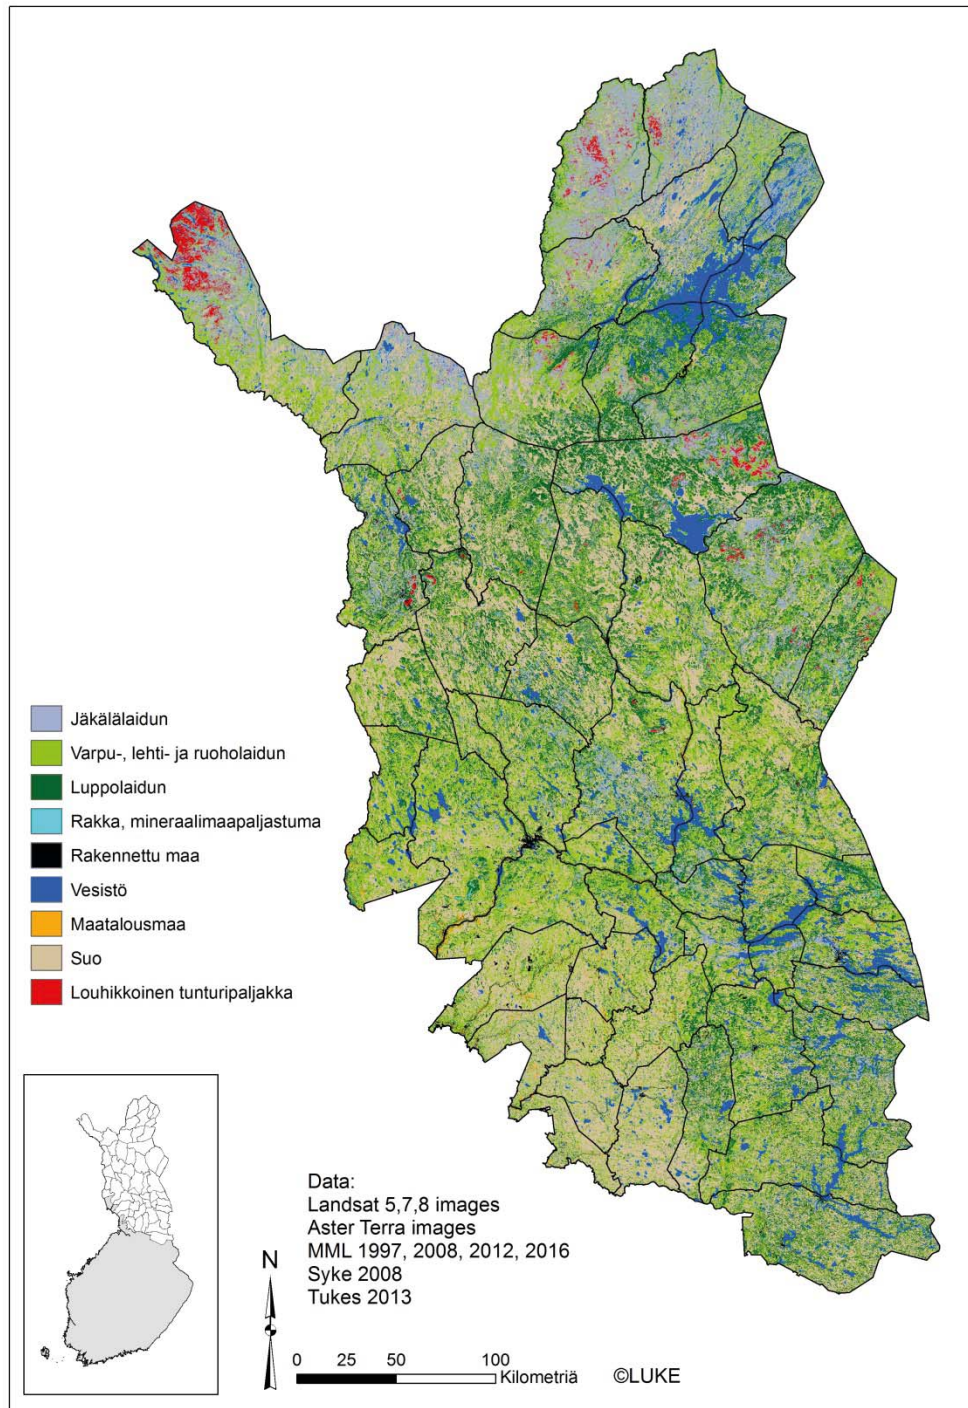 Jäkälälaidun
Varpu-, lehti- ja ruoholaidun
Luppolaidun
Rakka, mineraalimaapaljastuma
Rakennettu maa
Vesistö
Maatalousmaa
Suo
Louhikkoinen tunturipaljakka
Data:
Landsat 5,7,8 images
Aster Terra images
MML 1997, 2008, 2012, 2016
Syke 2008
Tukes 2013
N
0 25 50 100
Kilometriä
©LUKE